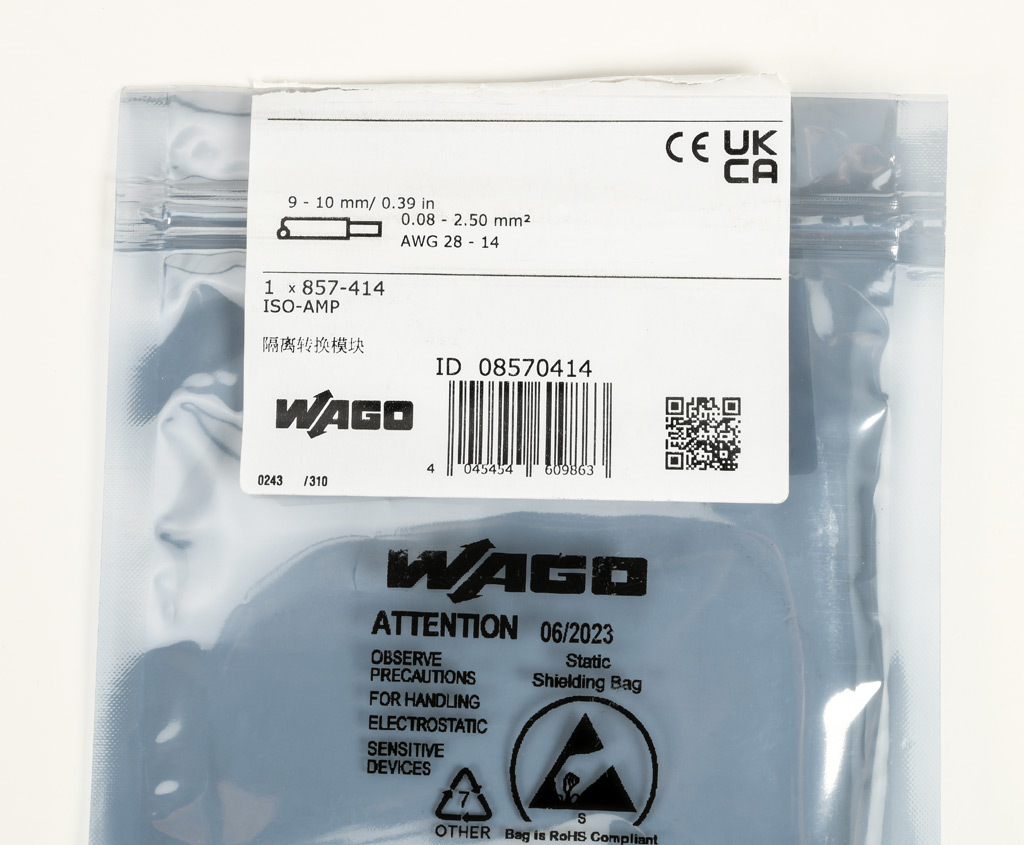 CE UK
CA
9 - 10 mm/ 0.39 in
0.08 - 2.50 mm²
AWG 28 - 14
1 x 857-414
ISO-AMP
隔离转换模块
ID 08570414
WAGO
4 045454 609863
0243 /310
WAGO
ATTENTION 06/2023
OBSERVE
PRECAUTIONS
FOR HANDLING
ELECTROSTATIC
SENSITIVE
DEVICES
Static
Shielding Bag
7
OTHER
S
Bag is RoHS Compliant